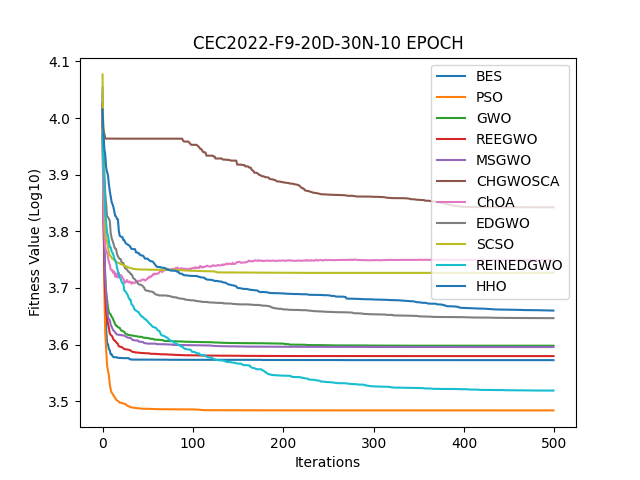 CEC2022-F9-20D-30N-10 EPOCH
Fitness Value (Log10)
4.1
4.0
3.9
3.8
3.7
3.6
3.5
BES
PSO
GWO
REEGWO
MSGWO
CHGWOSCA
ChOA
EDGWO
SCSO
REINEDGWO
HHO
0 100 200 300 400 500
Iterations